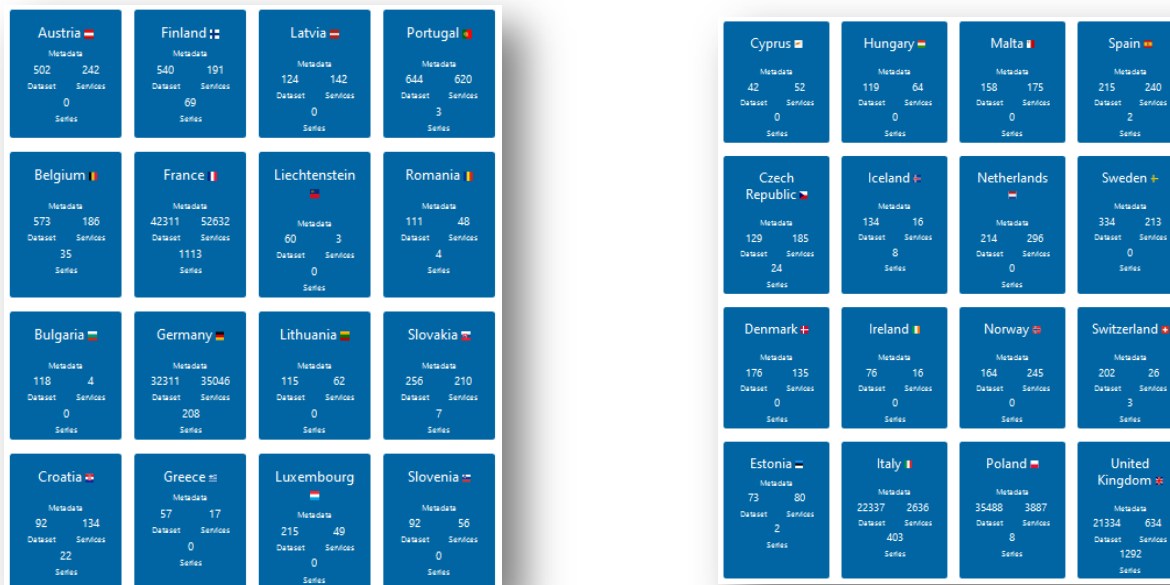 Austria
Metadata
502 242
Dataset Services
0
Series
Finland
Metadata
540 191
Dataset Services
69
Series
Latvia
Metadata
124 142
Dataset Services
0
Series
Portugal
Metadata
644 620
Dataset Services
3
Series
Belgium
Metadata
573 186
Dataset Services
35
Series
France
Metadata
42311 52632
Dataset Services
1113
Series
Liechtenstein
Metadata
60 3
Dataset Services
0
Series
Romania
Metadata
111 48
Dataset Services
4
Series
Bulgaria
Metadata
118 4
Dataset Services
0
Series
Germany
Metadata
32311 35046
Dataset Services
208
Series
Lithuania
Metadata
115 62
Dataset Services
0
Series
Slovakia
Metadata
256 210
Dataset Services
7
Series
Croatia
Metadata
92 134
Dataset Services
22
Series
Greece
Metadata
57 17
Dataset Services
0
Series
Luxembourg
Metadata
215 49
Dataset Services
0
Series
Slovenia
Metadata
92 56
Dataset Services
0
Series
Cyprus
Metadata
42 52
Dataset Services
0
Series
Hungary
Metadata
119 64
Dataset Services
0
Series
Malta
Metadata
158 175
Dataset Services
0
Series
Spain
Metadata
215 240
Dataset Services
2
Series
Czech
Republic
Metadata
129 185
Dataset Services
24
Series
Iceland
Metadata
134 16
Dataset Services
8
Series
Netherlands
Metadata
214 296
Dataset Services
0
Series
Sweden
Metadata
334 213
Dataset Services
0
Series
Denmark
Metadata
176 135
Dataset Services
0
Series
Ireland
Metadata
76 16
Dataset Services
0
Series
Norway
Metadata
164 245
Dataset Services
0
Series
Switzerland
Metadata
202 26
Dataset Services
3
Series
Estonia
Metadata
73 80
Dataset Services
2
Series
Italy
Metadata
22337 2636
Dataset Services
403
Series
Poland
Metadata
35488 3887
Dataset Services
8
Series
United
Kingdom
Metadata
21334 634
Dataset Services
1292
Series